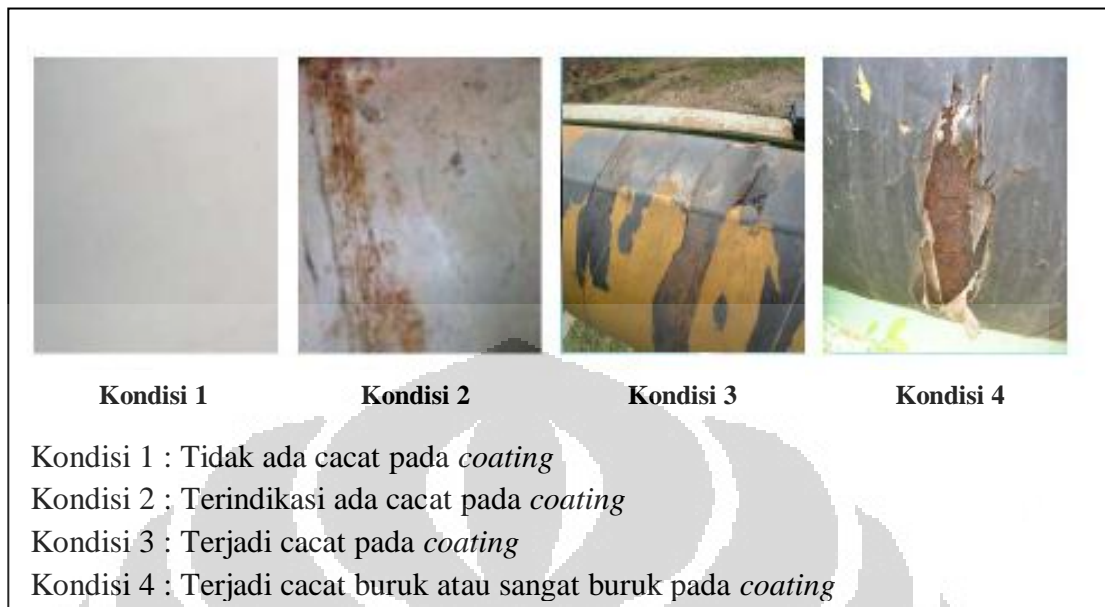 Kondisi 1 Kondisi 2 Kondisi 3 Kondisi 4
Kondisi 1 : Tidak ada cacat pada coating
Kondisi 2 : Terindikasi ada cacat pada coating
Kondisi 3 : Terjadi cacat pada coating
Kondisi 4 : Terjadi cacat buruk atau sangat buruk pada coating